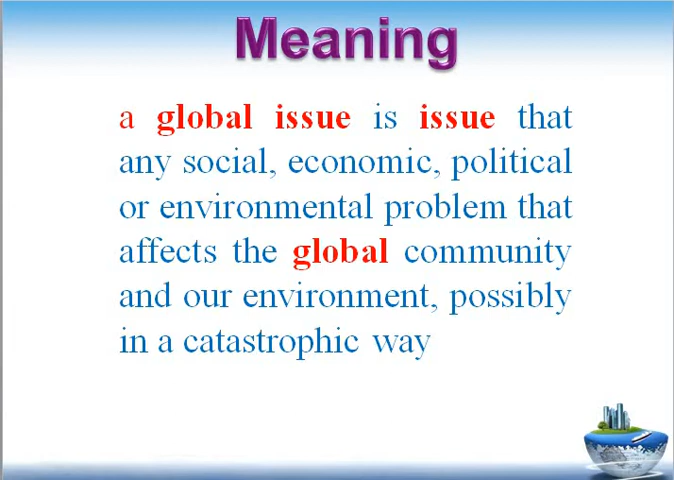 Meaning
a global issue is issue that
any social, economic, political
or environmental problem that
affects the global community
and our environment, possibly
in a catastrophic way